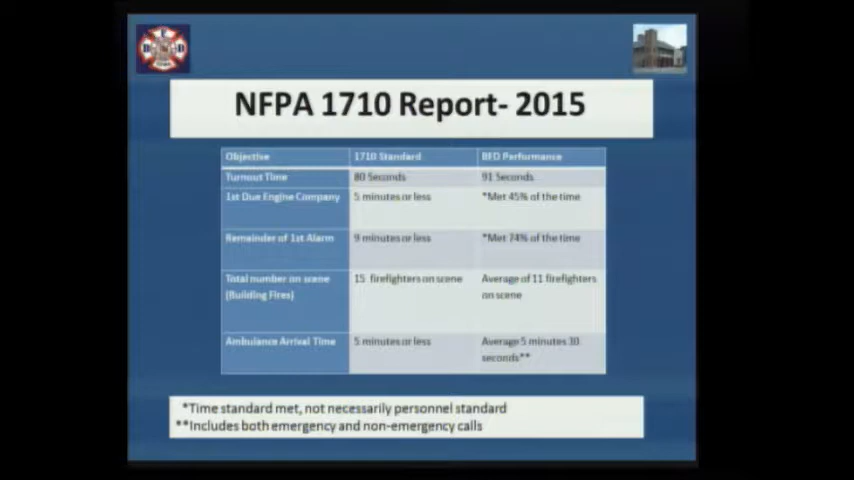 NFPA 1710 Report- 2015
Objective 1710 Standard BFD Performance
Turnout Time 80 Seconds 91 Seconds
1st Due Engine Company 5 minutes or less *Met 45% of the time
Remainder of 1st Alarm 9 minutes or less *Met 74% of the time
Total number on scene 15 firefighters on scene Average of 11 firefighters
(Building Fires) on scene
Ambulance Arrival Time 5 minutes or less Average 5 minutes 30
seconds**
*Time standard met, not necessarily personnel standard
**Includes both emergency and non-emergency calls